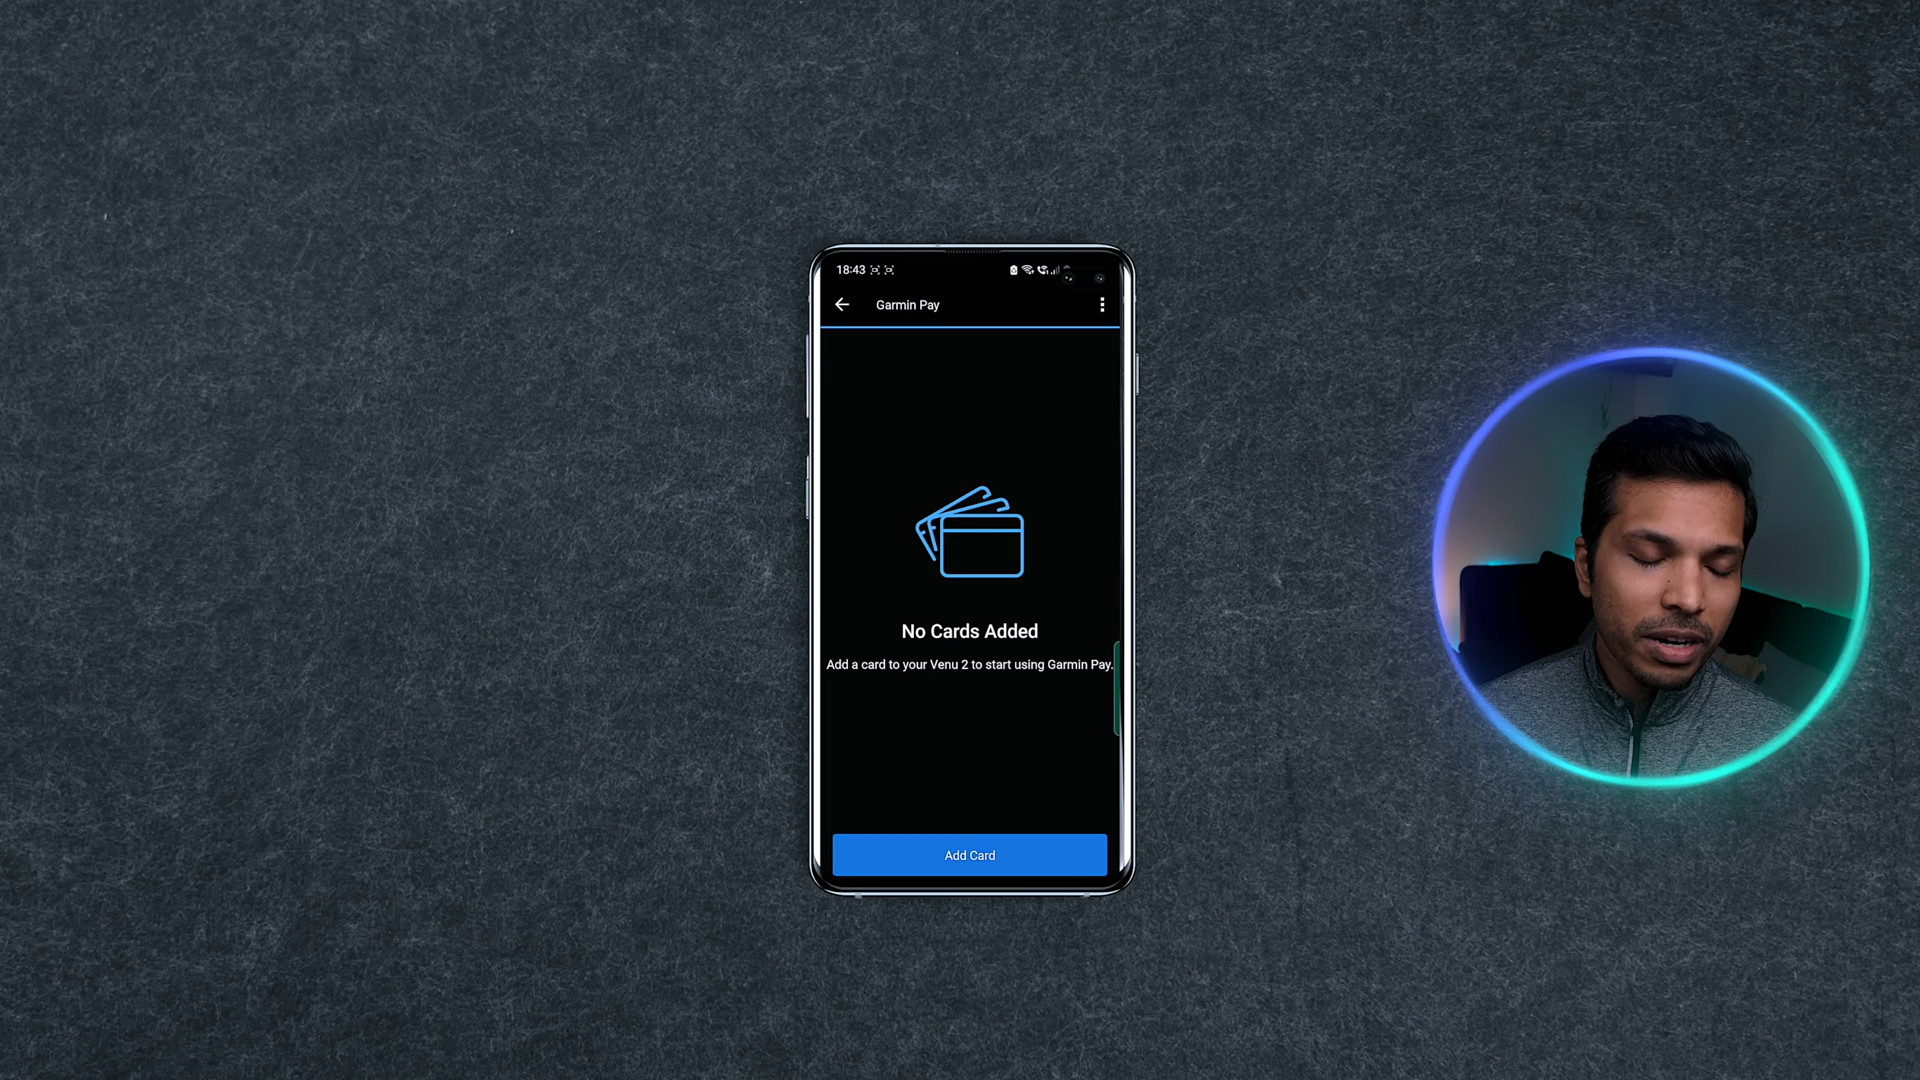 18:43
Garmin Pay
No Cards Added
Add a card to your Venu 2 to start using Garmin Pay.
Add Card